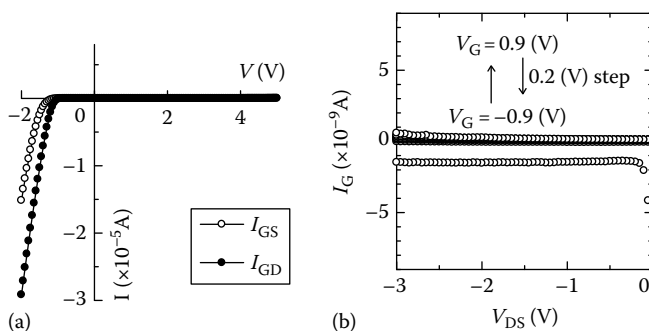 V (V)
−2 0 2 4
−1
−2
−3
I (×10⁻⁵A)
I_GS
I_GD
(a)
V_G = 0.9 (V)
0.2 (V) step
V_G = −0.9 (V)
5
0
−5
I_G (×10⁻⁹A)
−3 −2 −1 0
V_DS (V)
(b)